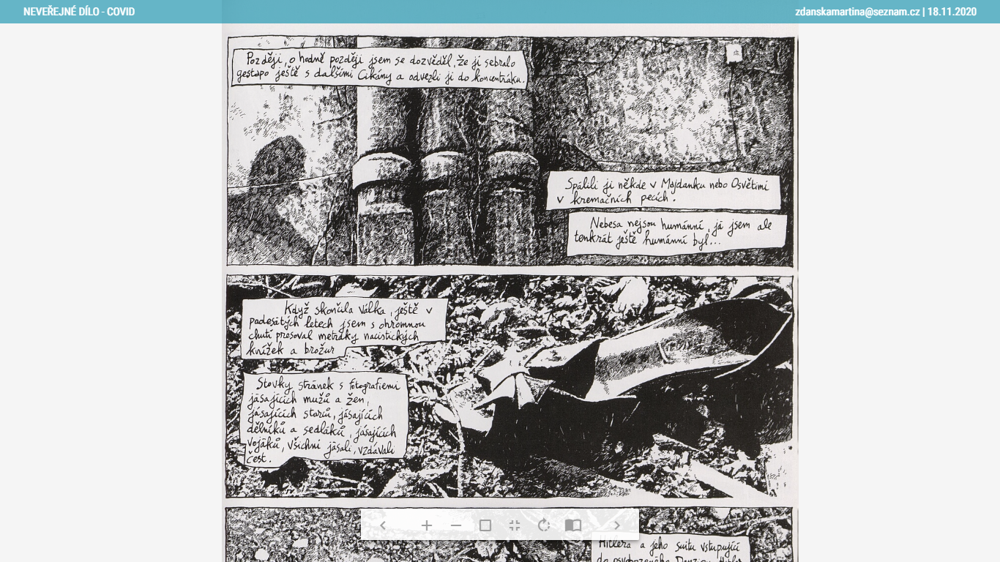 NEVEŘEJNÉ DÍLO - COVID
zdanskamartina@seznam.cz | 18.11.2020
Později, o hodně později jsem se dozvěděl, že ji sebralo
gestapo ještě s dalšími Cikány a odvezli ji do koncentráku.
Spálili ji někde v Majdanku nebo Osvětimi
v kremačních pecích.
Nebesa nejsou humánní, já jsem ale
tenkrát ještě humánní byl...
Když skončila válka, ještě v
padesátých letech jsem s ohromnou
chutí presoval metráky nacistických
knížek a brožur
Stovky stránek s fotografiemi
jásajících mužů a žen,
jásajících starců, jásajících
dělníků a sedláků, jásajících
vojáků, všichni jásali, vzdávali
čest.
Hitlera a jeho suitu vstupující
do osvobozeného Danzigu, Hitler